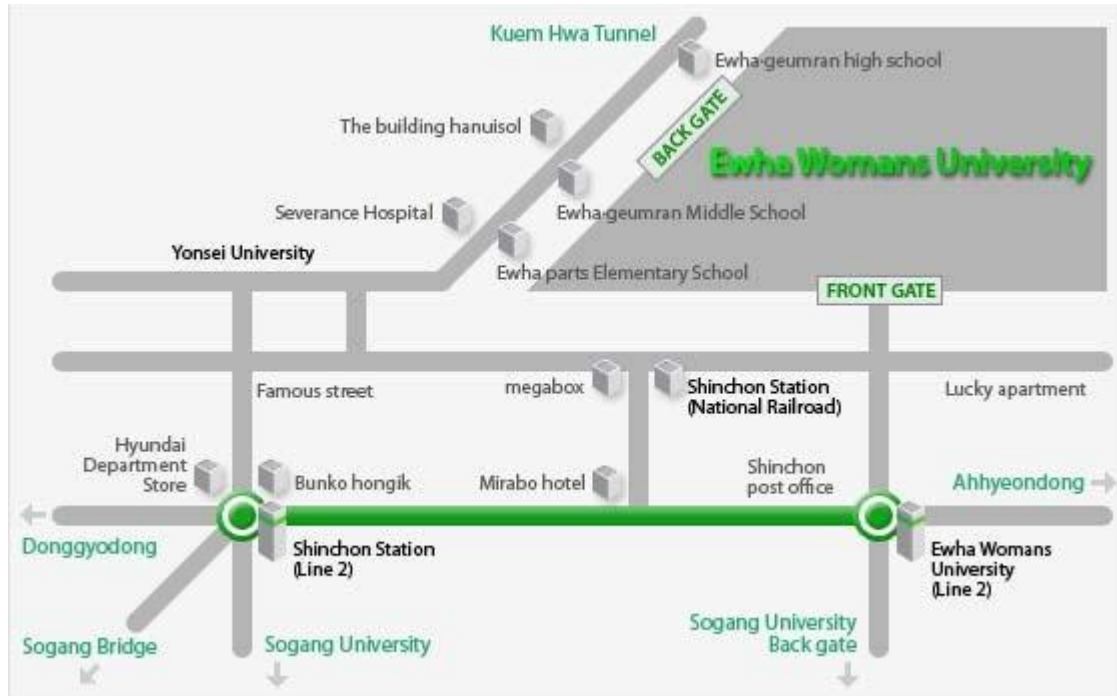 Kuem Hwa Tunnel
Ewha-geumran high school
The building hanuisol
BACK GATE
Ewha Womans University
Severance Hospital
Ewha-geumran Middle School
Yonsei University
Ewha parts Elementary School
FRONT GATE
Famous street
megabox
Shinchon Station
(National Railroad)
Lucky apartment
Hyundai
Department
Store
Bunko hongik
Mirabo hotel
Shinchon
post office
Ahhyeondong
Donggyodong
Shinchon Station
(Line 2)
Ewha Womans
University
(Line 2)
Sogang Bridge
Sogang University
Sogang University
Back gate